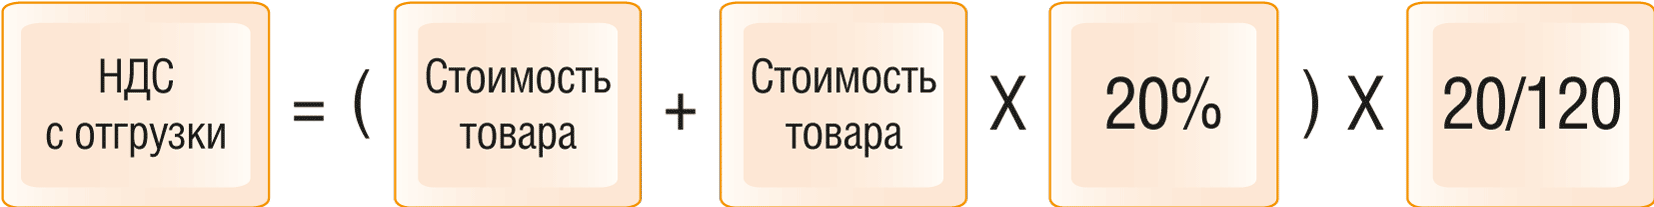 НДС
с отгрузки
= (
Стоимость
товара
+
Стоимость
товара
X
20%
) X
20/120